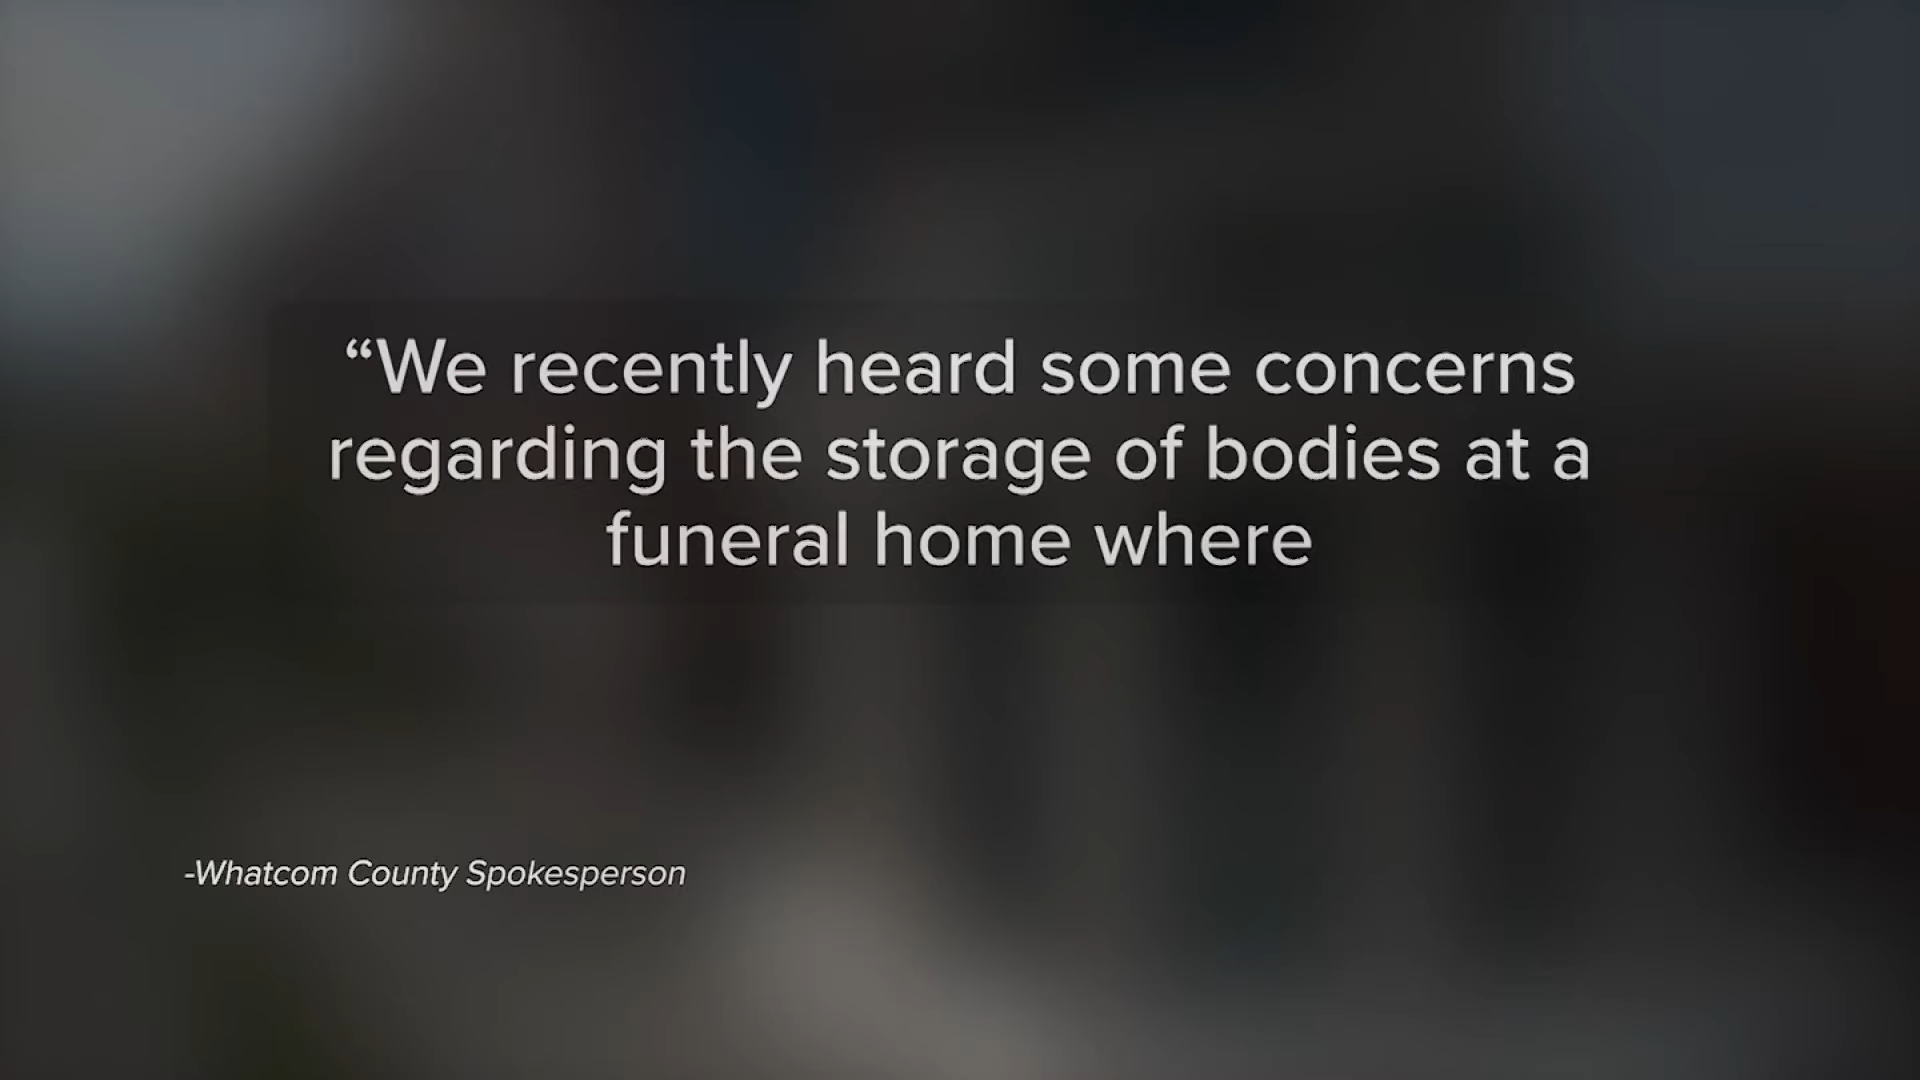 “We recently heard some concerns
regarding the storage of bodies at a
funeral home where
-Whatcom County Spokesperson